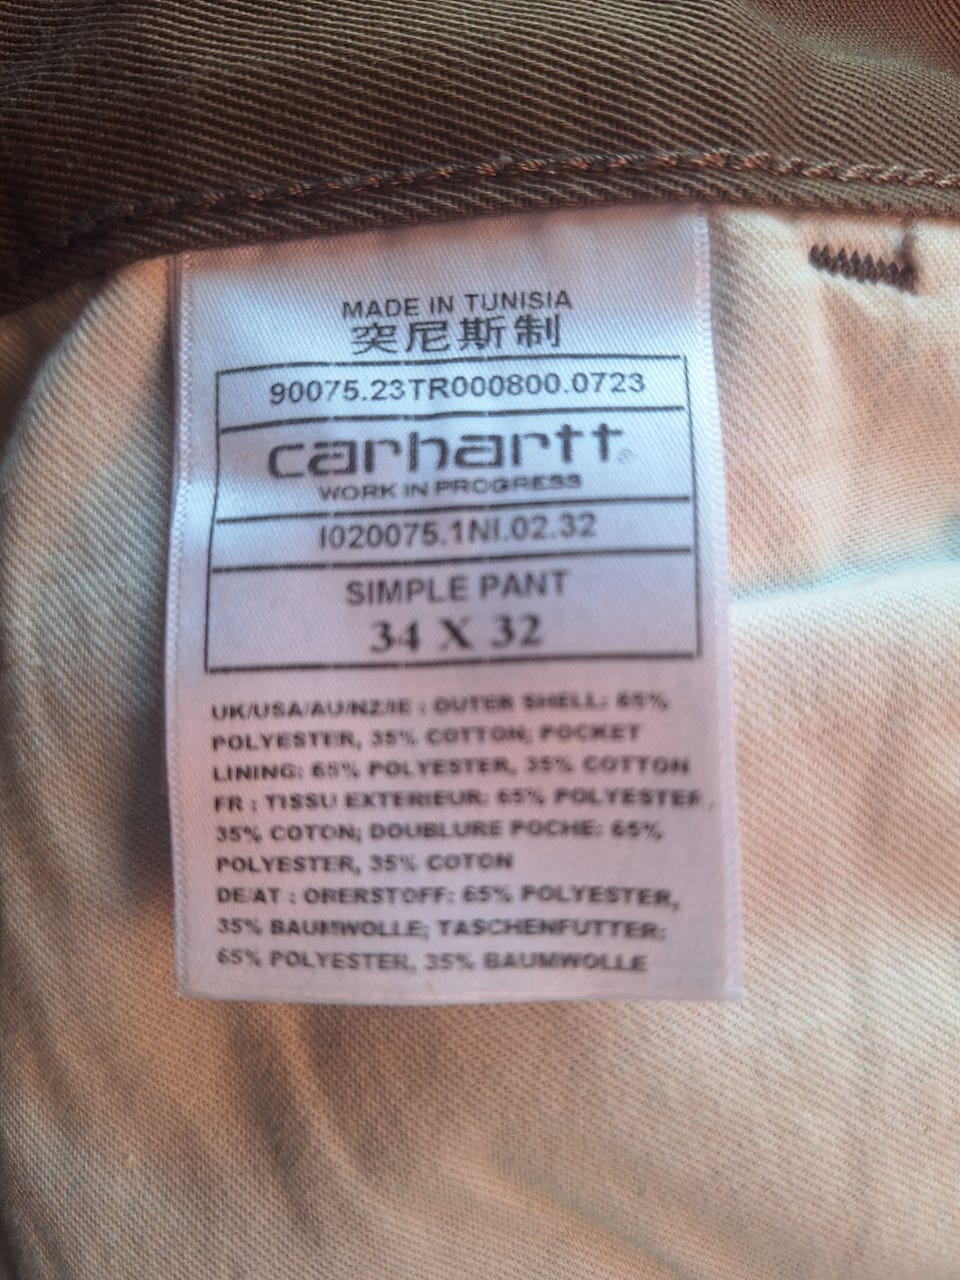 MADE IN TUNISIA
突尼斯制
90075.23TR000800.0723
carhartt®
WORK IN PROGRESS
I020075.1NI.02.32
SIMPLE PANT
34 X 32
UK/USA/AU/NZ/IE : OUTER SHELL: 65%
POLYESTER, 35% COTTON; POCKET
LINING: 65% POLYESTER, 35% COTTON
FR : TISSU EXTERIEUR: 65% POLYESTER,
35% COTON; DOUBLURE POCHE: 65%
POLYESTER, 35% COTON
DE/AT : ORERSTOFF: 65% POLYESTER,
35% BAUMWOLLE; TASCHENFUTTER:
65% POLYESTER, 35% BAUMWOLLE